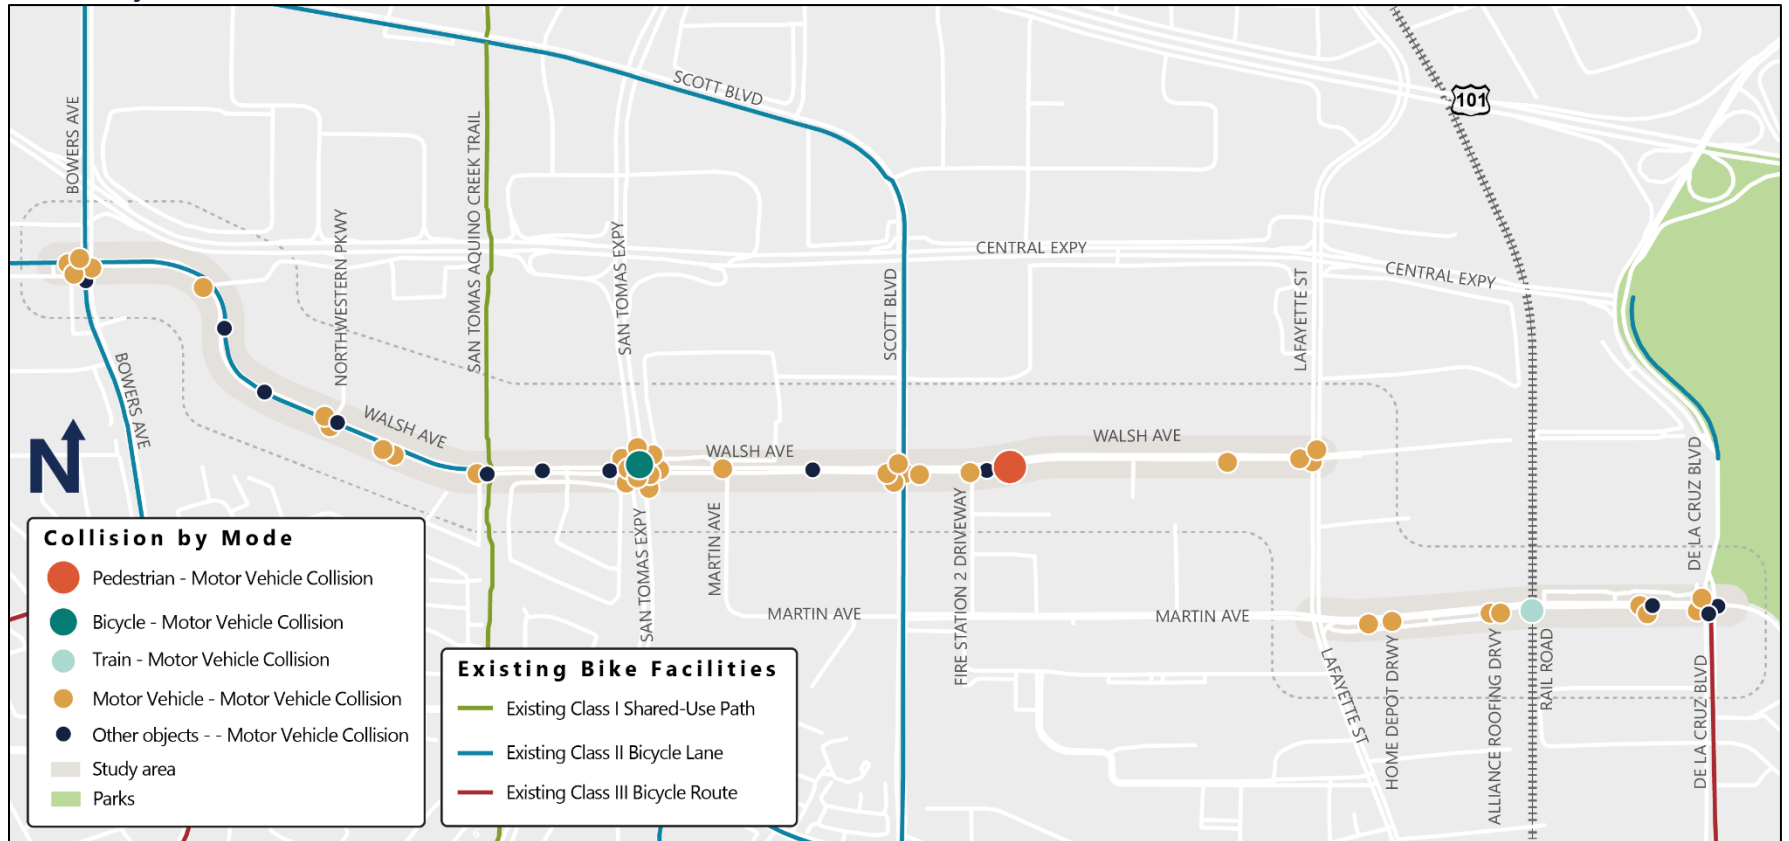 BOWERS AVE
SCOTT BLVD
101
SAN TOMAS AQUINO CREEK TRAIL
NORTHWESTERN PKWY
SAN TOMAS EXPY
CENTRAL EXPY
CENTRAL EXPY
SCOTT BLVD
LAFAYETTE ST
BOWERS AVE
WALSH AVE
WALSH AVE
WALSH AVE
N
DE LA CRUZ BLVD
SAN TOMAS EXPY
MARTIN AVE
FIRE STATION 2 DRIVEWAY
MARTIN AVE
MARTIN AVE
LAFAYETTE ST
HOME DEPOT DRWY
ALLIANCE ROOFING DRVY
RAIL ROAD
DE LA CRUZ BLVD
Collision by Mode
Pedestrian - Motor Vehicle Collision
Bicycle - Motor Vehicle Collision
Train - Motor Vehicle Collision
Motor Vehicle - Motor Vehicle Collision
Other objects - - Motor Vehicle Collision
Study area
Parks
Existing Bike Facilities
Existing Class I Shared-Use Path
Existing Class II Bicycle Lane
Existing Class III Bicycle Route
6